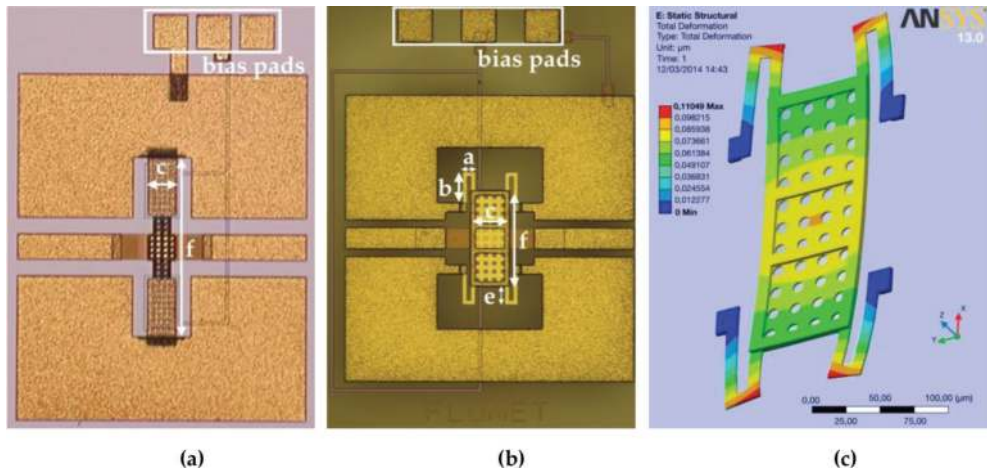 bias pads
c
f
(a)
bias pads
a
b
c
f
e
FLUMET
(b)
E: Static Structural
Total Deformation
Type: Total Deformation
Unit: µm
Time: 1
12/03/2014 14:43
ANSYS
13.0
0,11049 Max
0,098215
0,085938
0,073661
0,061384
0,049107
0,036831
0,024554
0,012277
0 Min
X
Z
Y
0,00 50,00 100,00 (µm)
25,00 75,00
(c)